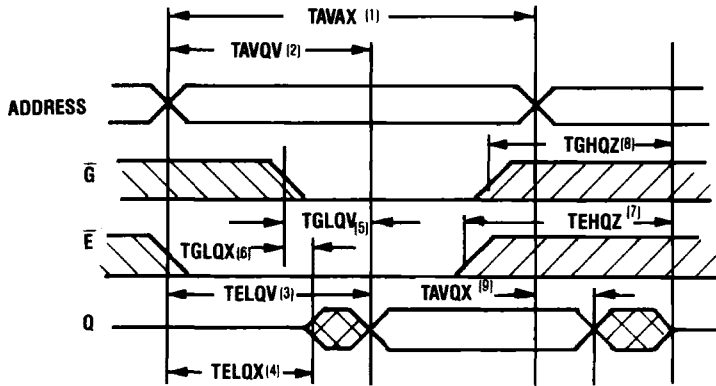 TAVAX (1)
TAVQV (2)
ADDRESS
TGHQZ (8)
G
TGLQV (5)
TEHQZ (7)
TGLQX (6)
E
TELQV (3)
TAVQX (9)
Q
TELQX (4)